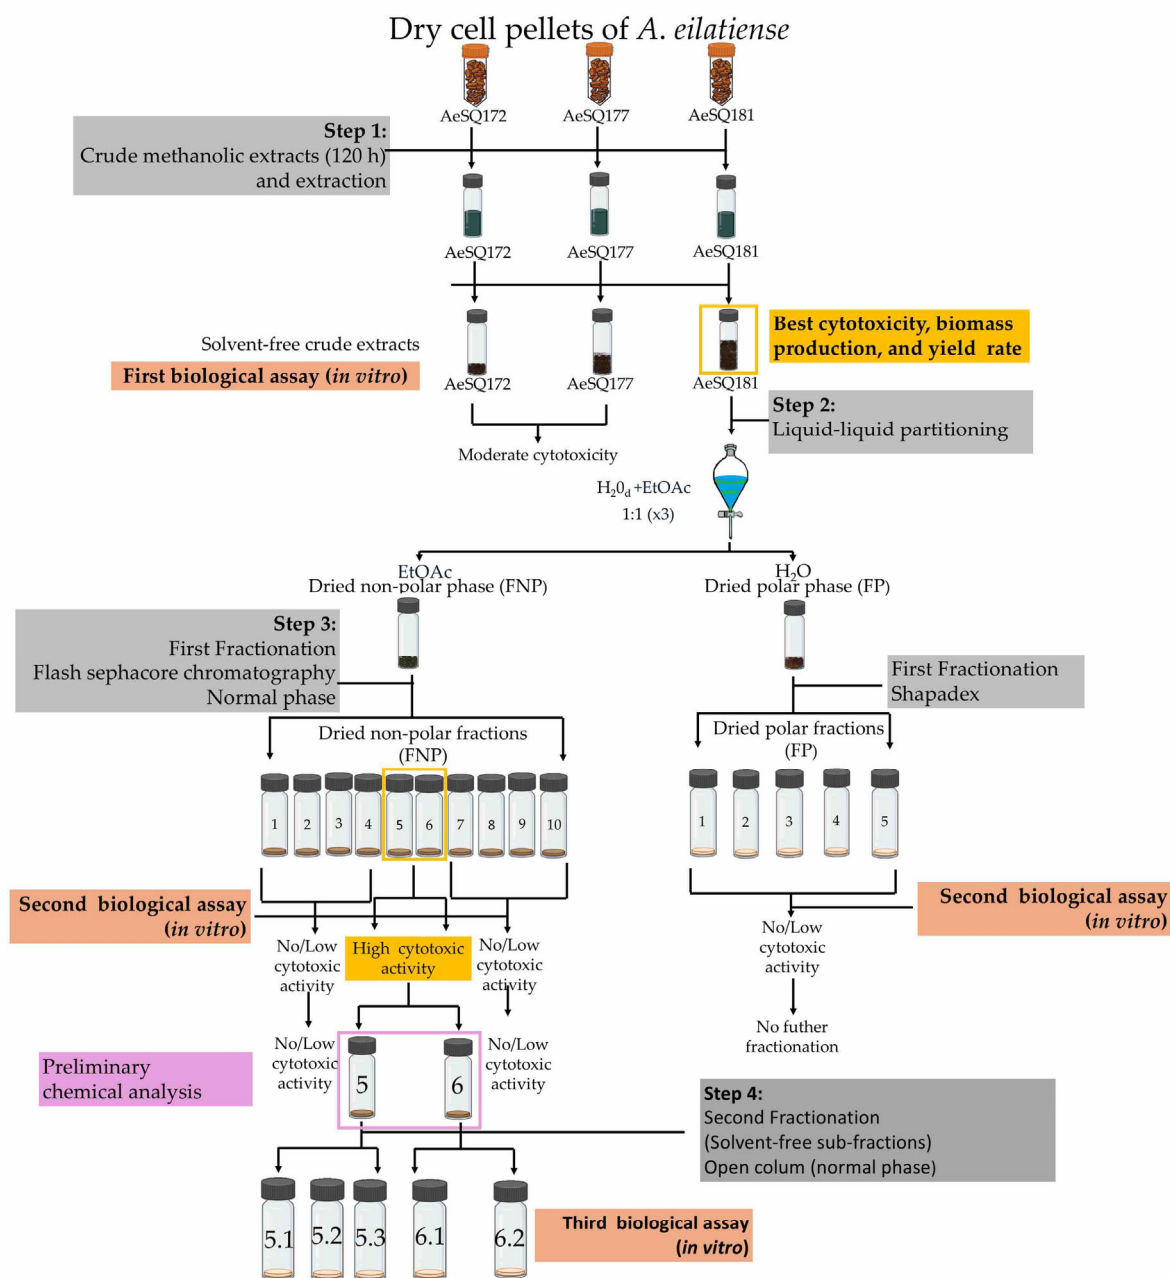 Dry cell pellets of A. eilatiense
AeSQ172
AeSQ177
AeSQ181
Step 1:
Crude methanolic extracts (120 h)
and extraction
AeSQ172
AeSQ177
AeSQ181
Solvent-free crude extracts
First biological assay (in vitro)
AeSQ172
AeSQ177
AeSQ181
Best cytotoxicity, biomass
production, and yield rate
Moderate cytotoxicity
Step 2:
Liquid-liquid partitioning
H₂0d +EtOAc
1:1 (x3)
EtOAc
Dried non-polar phase (FNP)
H₂O
Dried polar phase (FP)
Step 3:
First Fractionation
Flash sephacore chromatography
Normal phase
First Fractionation
Shapadex
Dried non-polar fractions
(FNP)
Dried polar fractions
(FP)
1 2 3 4 5 6 7 8 9 10
1 2 3 4 5
Second biological assay
(in vitro)
No/Low
cytotoxic
activity
High cytotoxic
activity
No/Low
cytotoxic
activity
No/Low
cytotoxic
activity
Second biological assay
(in vitro)
No futher
fractionation
Preliminary
chemical analysis
No/Low
cytotoxic
activity
5
6
No/Low
cytotoxic
activity
Step 4:
Second Fractionation
(Solvent-free sub-fractions)
Open colum (normal phase)
5.1 5.2 5.3 6.1 6.2
Third biological assay
(in vitro)